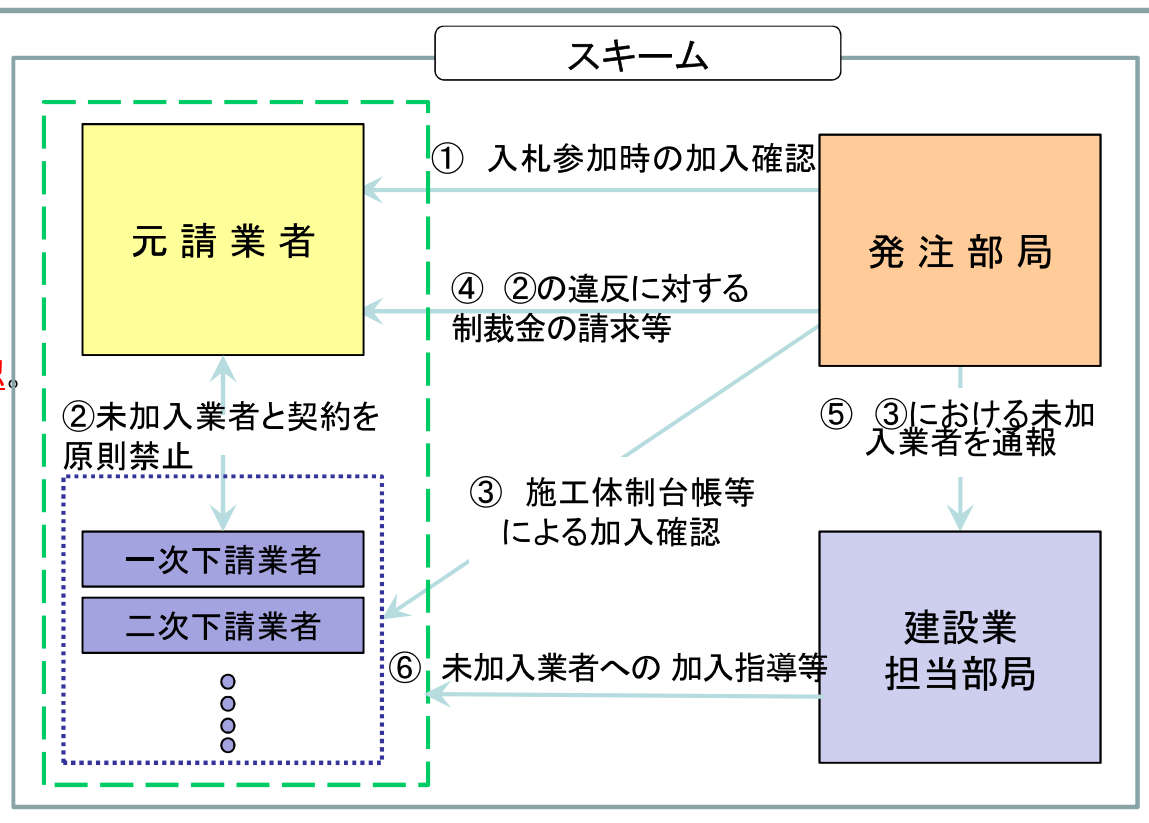 スキーム
① 入札参加時の加入確認
元請業者
発注部局
④ ②の違反に対する
制裁金の請求等
。
②未加入業者と契約を
原則禁止
⑤ ③における未加
入業者を通報
③ 施工体制台帳等
による加入確認
一次下請業者
二次下請業者
建設業
担当部局
⑥ 未加入業者への 加入指導等